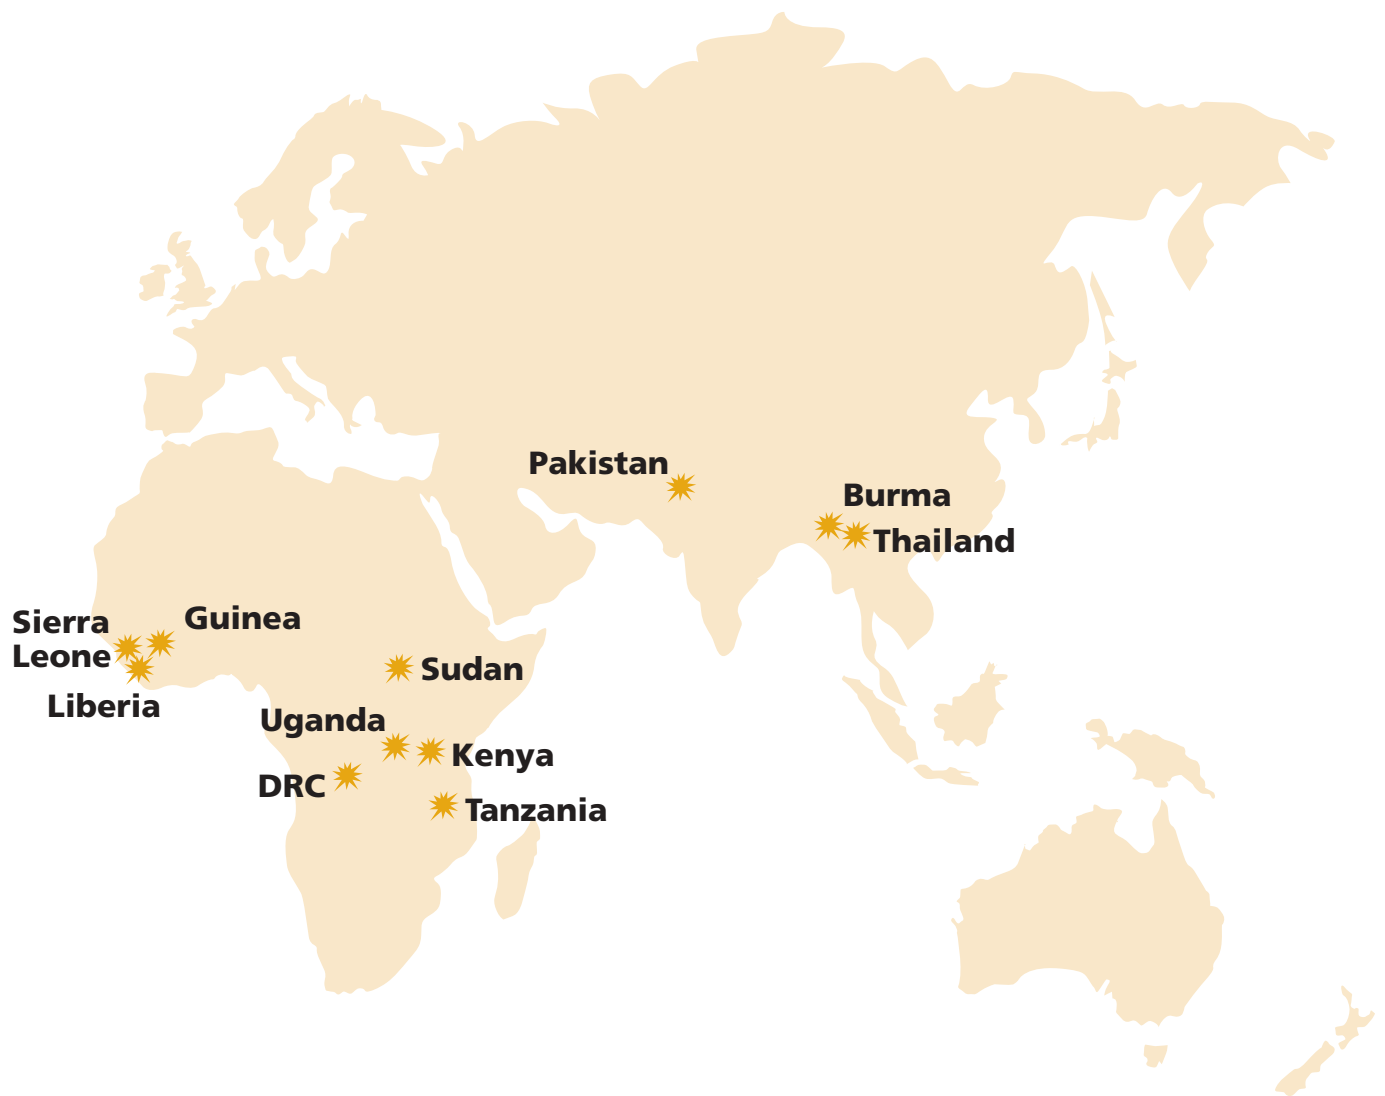 Pakistan
Burma
Thailand
Sierra
Leone
Guinea
Liberia
Sudan
Uganda
Kenya
DRC
Tanzania